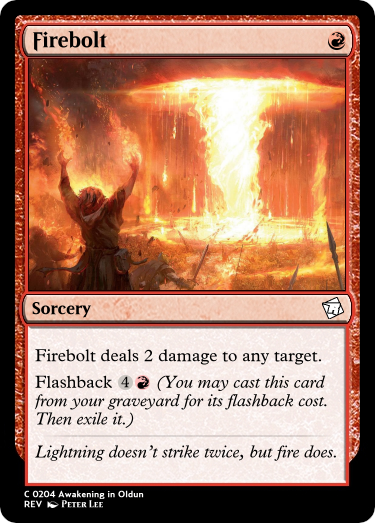 Firebolt
Sorcery
Firebolt deals 2 damage to any target.
Flashback 4 (You may cast this card
from your graveyard for its flashback cost.
Then exile it.)
Lightning doesn't strike twice, but fire does.
C 0204 Awakening in Oldun
REV Peter Lee